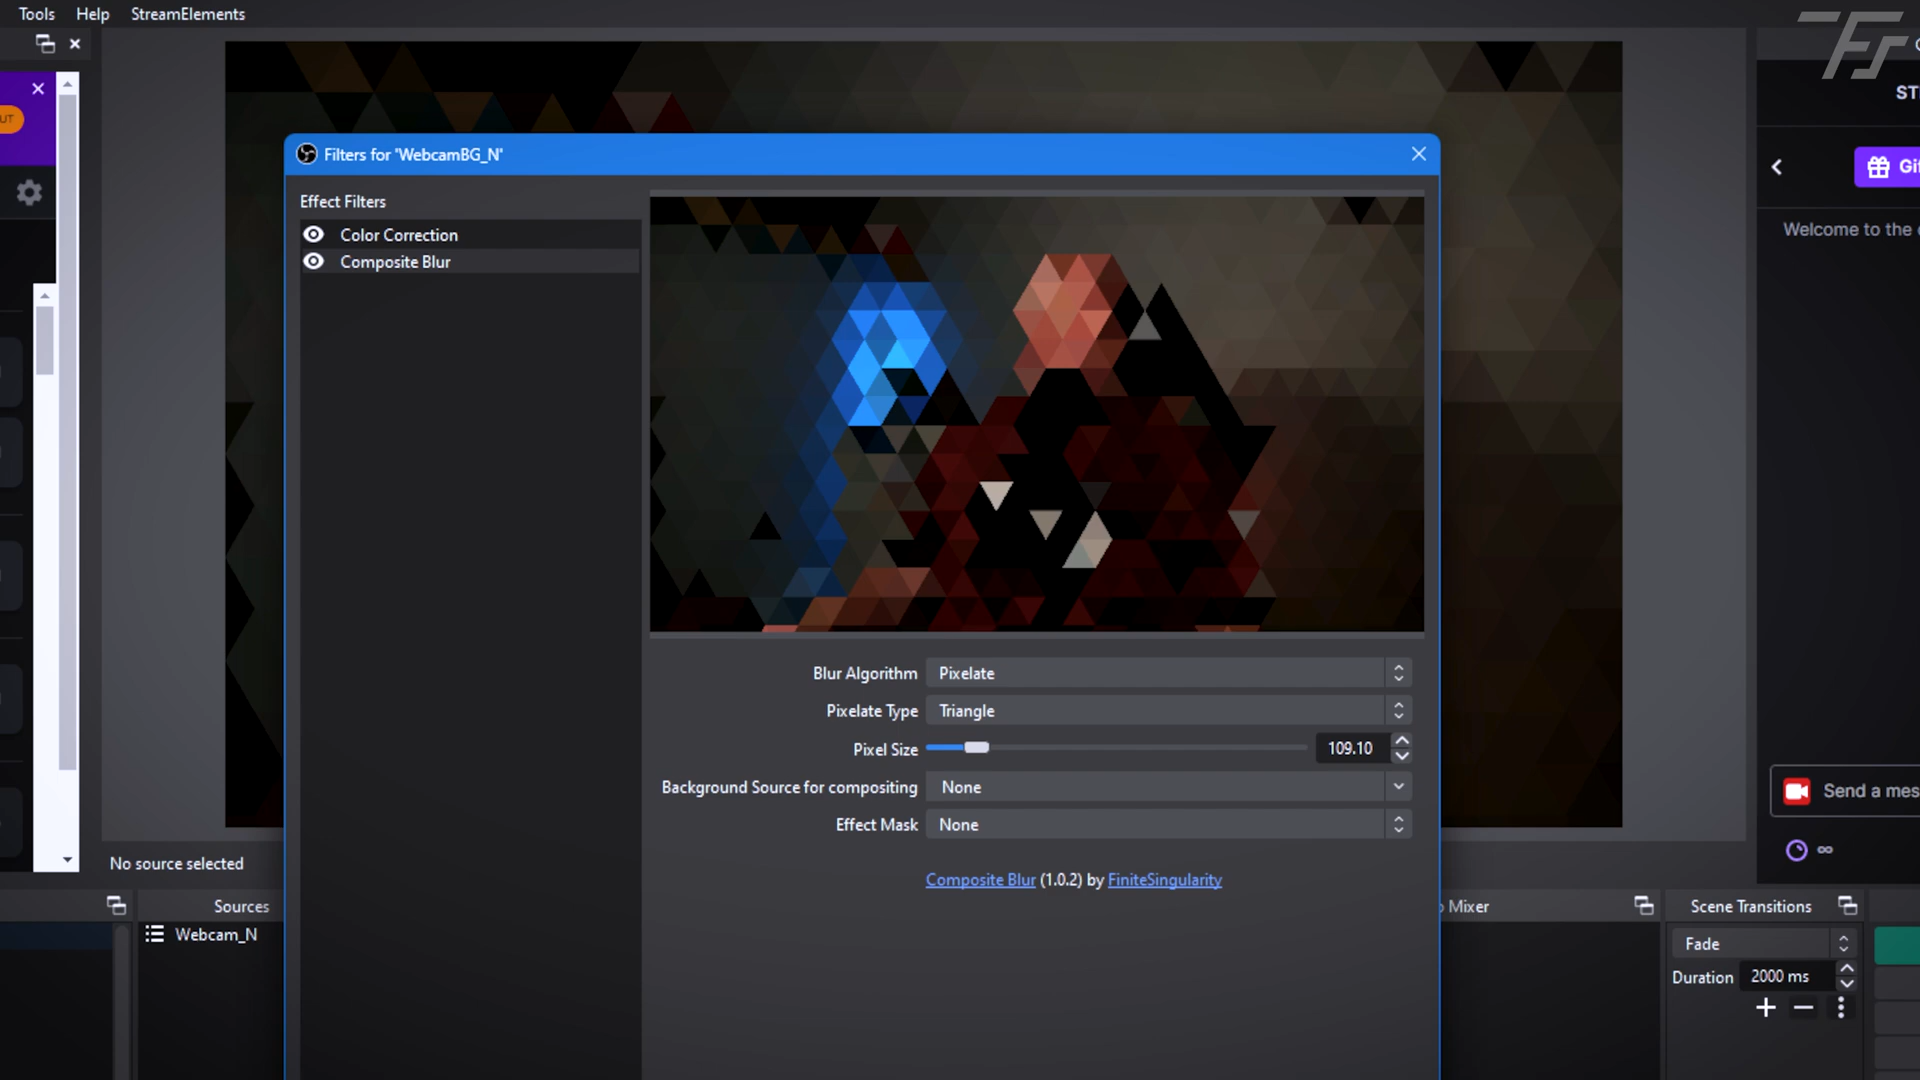 Tools Help StreamElements
UT
Filters for 'WebcamBG_N'
Effect Filters
Color Correction
Composite Blur
Blur Algorithm Pixelate
Pixelate Type Triangle
Pixel Size 109.10
Background Source for compositing None
Effect Mask None
Composite Blur (1.0.2) by FiniteSingularity
ST
Gif
Welcome to the
Send a mes
∞
No source selected
Sources
Webcam_N
Mixer
Scene Transitions
Fade
Duration 2000 ms